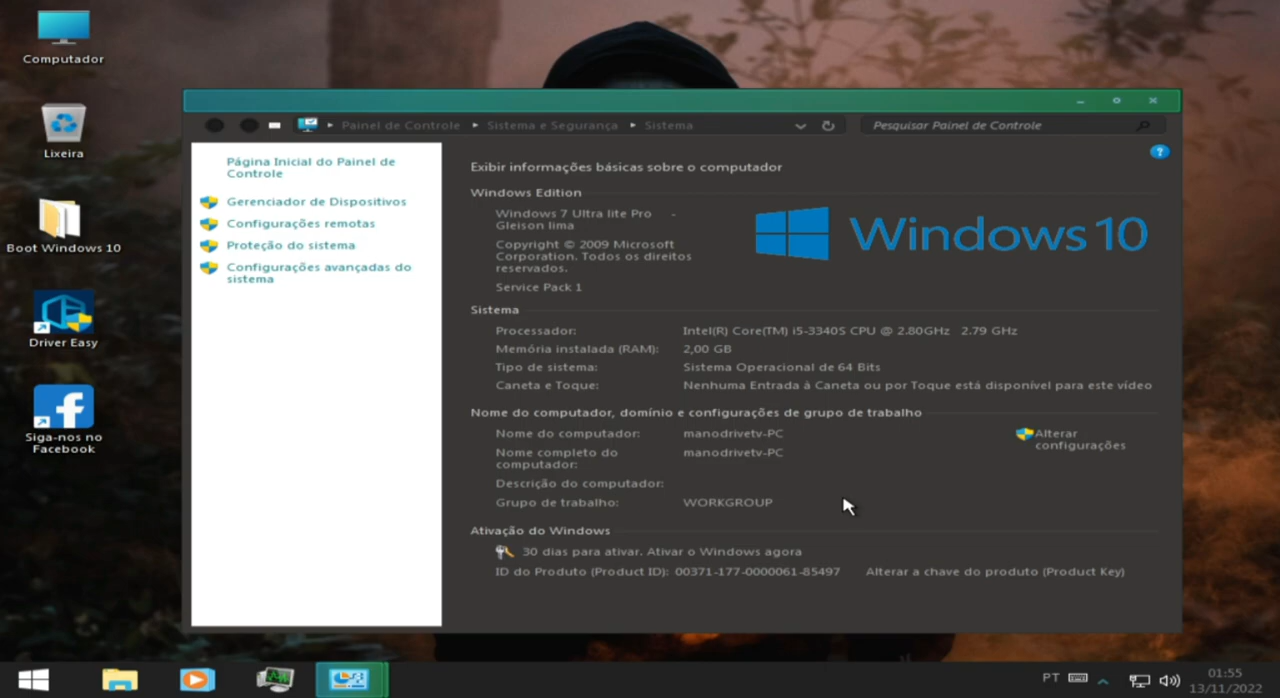 Computador
Lixeira
Boot Windows 10
Driver Easy
Siga-nos no
Facebook
Painel de Controle
Sistema e Segurança
Sistema
Pesquisar Painel de Controle
Página Inicial do Painel de
Controle
Gerenciador de Dispositivos
Configurações remotas
Proteção do sistema
Configurações avançadas do
sistema
Exibir informações básicas sobre o computador
Windows Edition
Windows 7 Ultra lite Pro -
Gleison lima
Copyright © 2009 Microsoft
Corporation. Todos os direitos
reservados.
Service Pack 1
Windows 10
Sistema
Processador: Intel(R) Core(TM) i5-3340S CPU @ 2.80GHz 2.79 GHz
Memória instalada (RAM): 2,00 GB
Tipo de sistema: Sistema Operacional de 64 Bits
Caneta e Toque: Nenhuma Entrada à Caneta ou por Toque está disponível para este vídeo
Nome do computador, domínio e configurações de grupo de trabalho
Nome do computador: manodrivetv-PC
Nome completo do manodrivetv-PC
computador:
Descrição do computador:
Grupo de trabalho: WORKGROUP
Alterar
configurações
Ativação do Windows
30 dias para ativar. Ativar o Windows agora
ID do Produto (Product ID): 00371-177-0000061-85497 Alterar a chave do produto (Product Key)
PT
01:55
13/11/2022